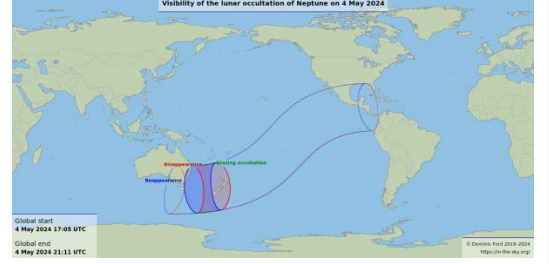 Visibility of the lunar occultation of Neptune on 4 May 2024
Disappearance
Grazing occultation
Reappearance
Global start
4 May 2024 17:05 UTC
Global end
4 May 2024 21:11 UTC
© Dominic Ford 2019–2024
https://in-the-sky.org/